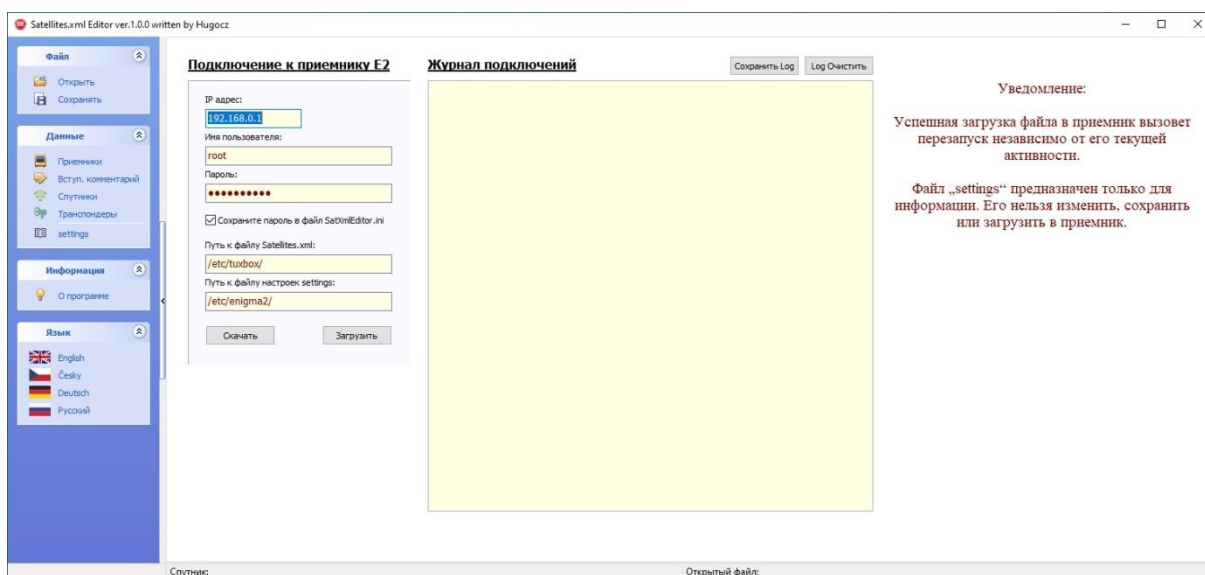 Satellites.xml Editor ver.1.0.0 written by Hugocz
Файл
Открыть
Сохранять
Данные
Приемники
Вступ. комментарий
Спутники
Транспондеры
settings
Информация
О программе
Язык
English
Česky
Deutsch
Русский
Подключение к приемнику E2
IP адрес:
192.168.0.1
Имя пользователя:
root
Пароль:
●●●●●●●●●●
Сохраните пароль в файл SatXmlEditor.ini
Путь к файлу Satellites.xml:
/etc/tuxbox/
Путь к файлу настроек settings:
/etc/enigma2/
Скачать
Загрузить
Журнал подключений
Сохранить Log
Log Очистить
Уведомление:
Успешная загрузка файла в приемник вызовет
перезапуск независимо от его текущей
активности.
Файл „settings“ предназначен только для
информации. Его нельзя изменить, сохранить
или загрузить в приемник.
Спутник:
Открытый файл: